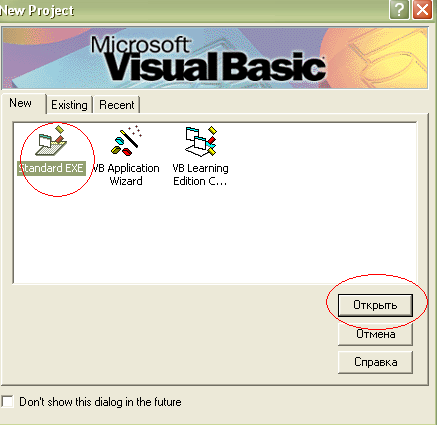 New Project
Microsoft
Visual Basic
New Existing Recent
Standard EXE
VB Application
Wizard
VB Learning
Edition C...
Открыть
Отмена
Справка
Don't show this dialog in the future